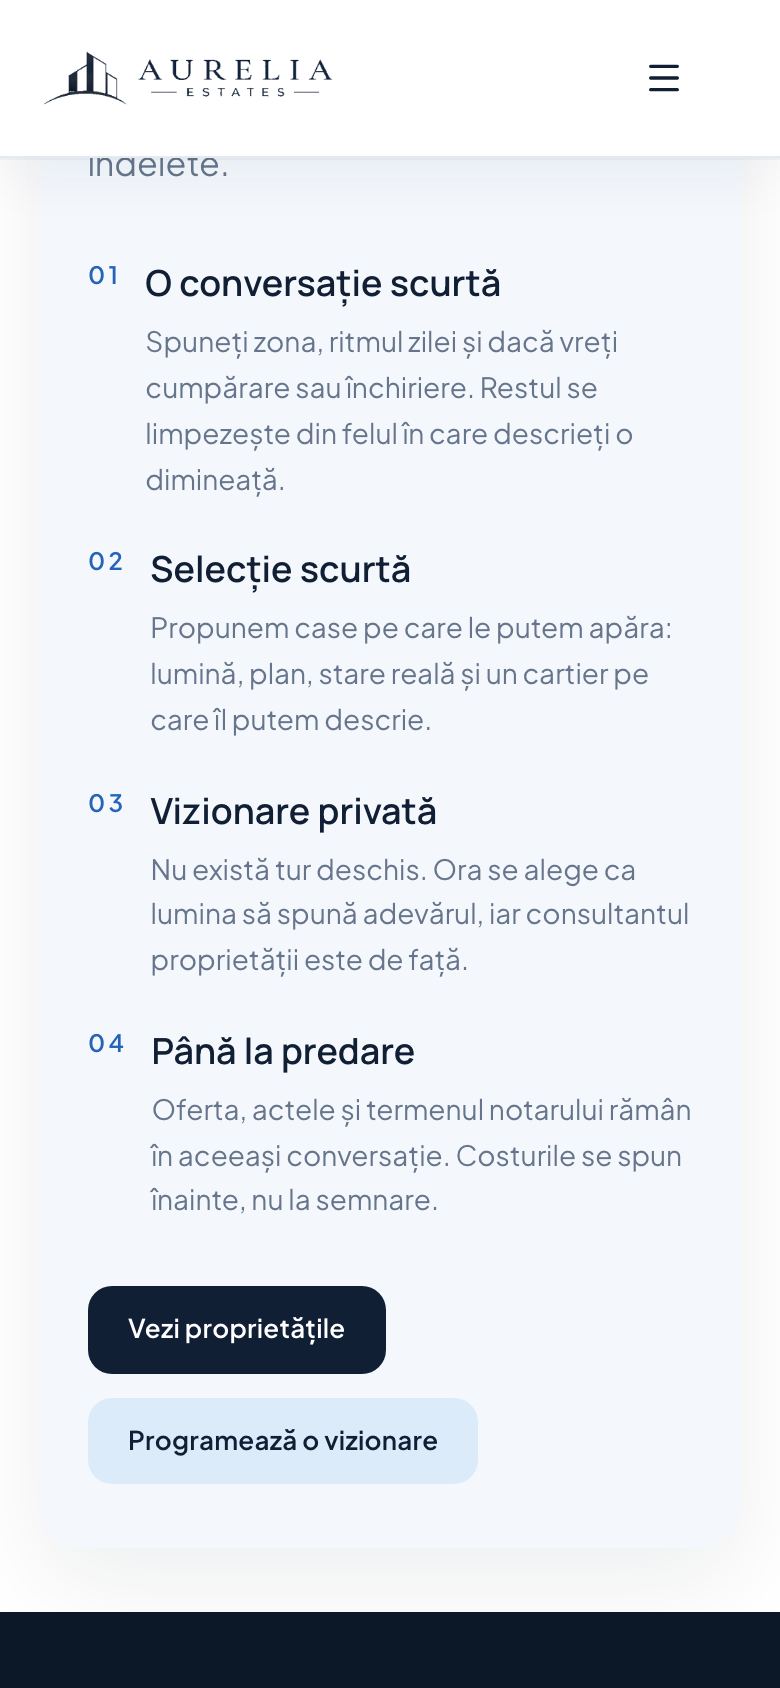 AURELIA
ESTATES
îndelete.
01 O conversație scurtă
Spuneți zona, ritmul zilei și dacă vreți
cumpărare sau închiriere. Restul se
limpezește din felul în care descrieți o
dimineață.
02 Selecție scurtă
Propunem case pe care le putem apăra:
lumină, plan, stare reală și un cartier pe
care îl putem descrie.
03 Vizionare privată
Nu există tur deschis. Ora se alege ca
lumina să spună adevărul, iar consultantul
proprietății este de față.
04 Până la predare
Oferta, actele și termenul notarului rămân
în aceeași conversație. Costurile se spun
înainte, nu la semnare.
Vezi proprietățile
Programează o vizionare